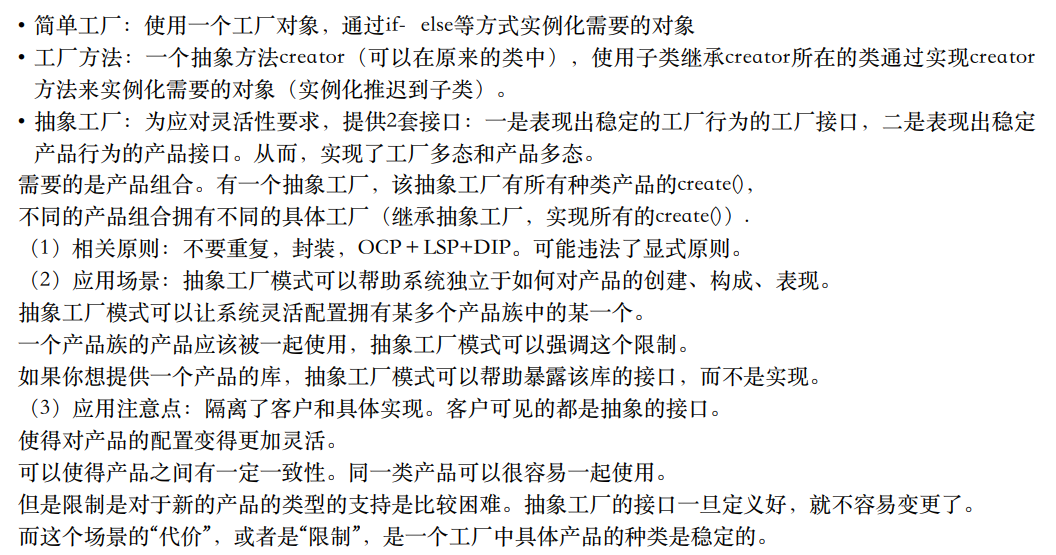 • 简单工厂：使用一个工厂对象，通过if- else等方式实例化需要的对象
• 工厂方法：一个抽象方法creator（可以在原来的类中），使用子类继承creator所在的类通过实现creator
方法来实例化需要的对象（实例化推迟到子类）。
• 抽象工厂：为应对灵活性要求，提供2套接口：一是表现出稳定的工厂行为的工厂接口，二是表现出稳定
产品行为的产品接口。从而，实现了工厂多态和产品多态。
需要的是产品组合。有一个抽象工厂，该抽象工厂有所有种类产品的create(),
不同的产品组合拥有不同的具体工厂（继承抽象工厂，实现所有的create()）.
（1）相关原则：不要重复，封装，OCP＋LSP+DIP。可能违法了显式原则。
（2）应用场景：抽象工厂模式可以帮助系统独立于如何对产品的创建、构成、表现。
抽象工厂模式可以让系统灵活配置拥有某多个产品族中的某一个。
一个产品族的产品应该被一起使用，抽象工厂模式可以强调这个限制。
如果你想提供一个产品的库，抽象工厂模式可以帮助暴露该库的接口，而不是实现。
（3）应用注意点：隔离了客户和具体实现。客户可见的都是抽象的接口。
使得对产品的配置变得更加灵活。
可以使得产品之间有一定一致性。同一类产品可以很容易一起使用。
但是限制是对于新的产品的类型的支持是比较困难。抽象工厂的接口一旦定义好，就不容易变更了。
而这个场景的“代价”，或者是“限制”，是一个工厂中具体产品的种类是稳定的。